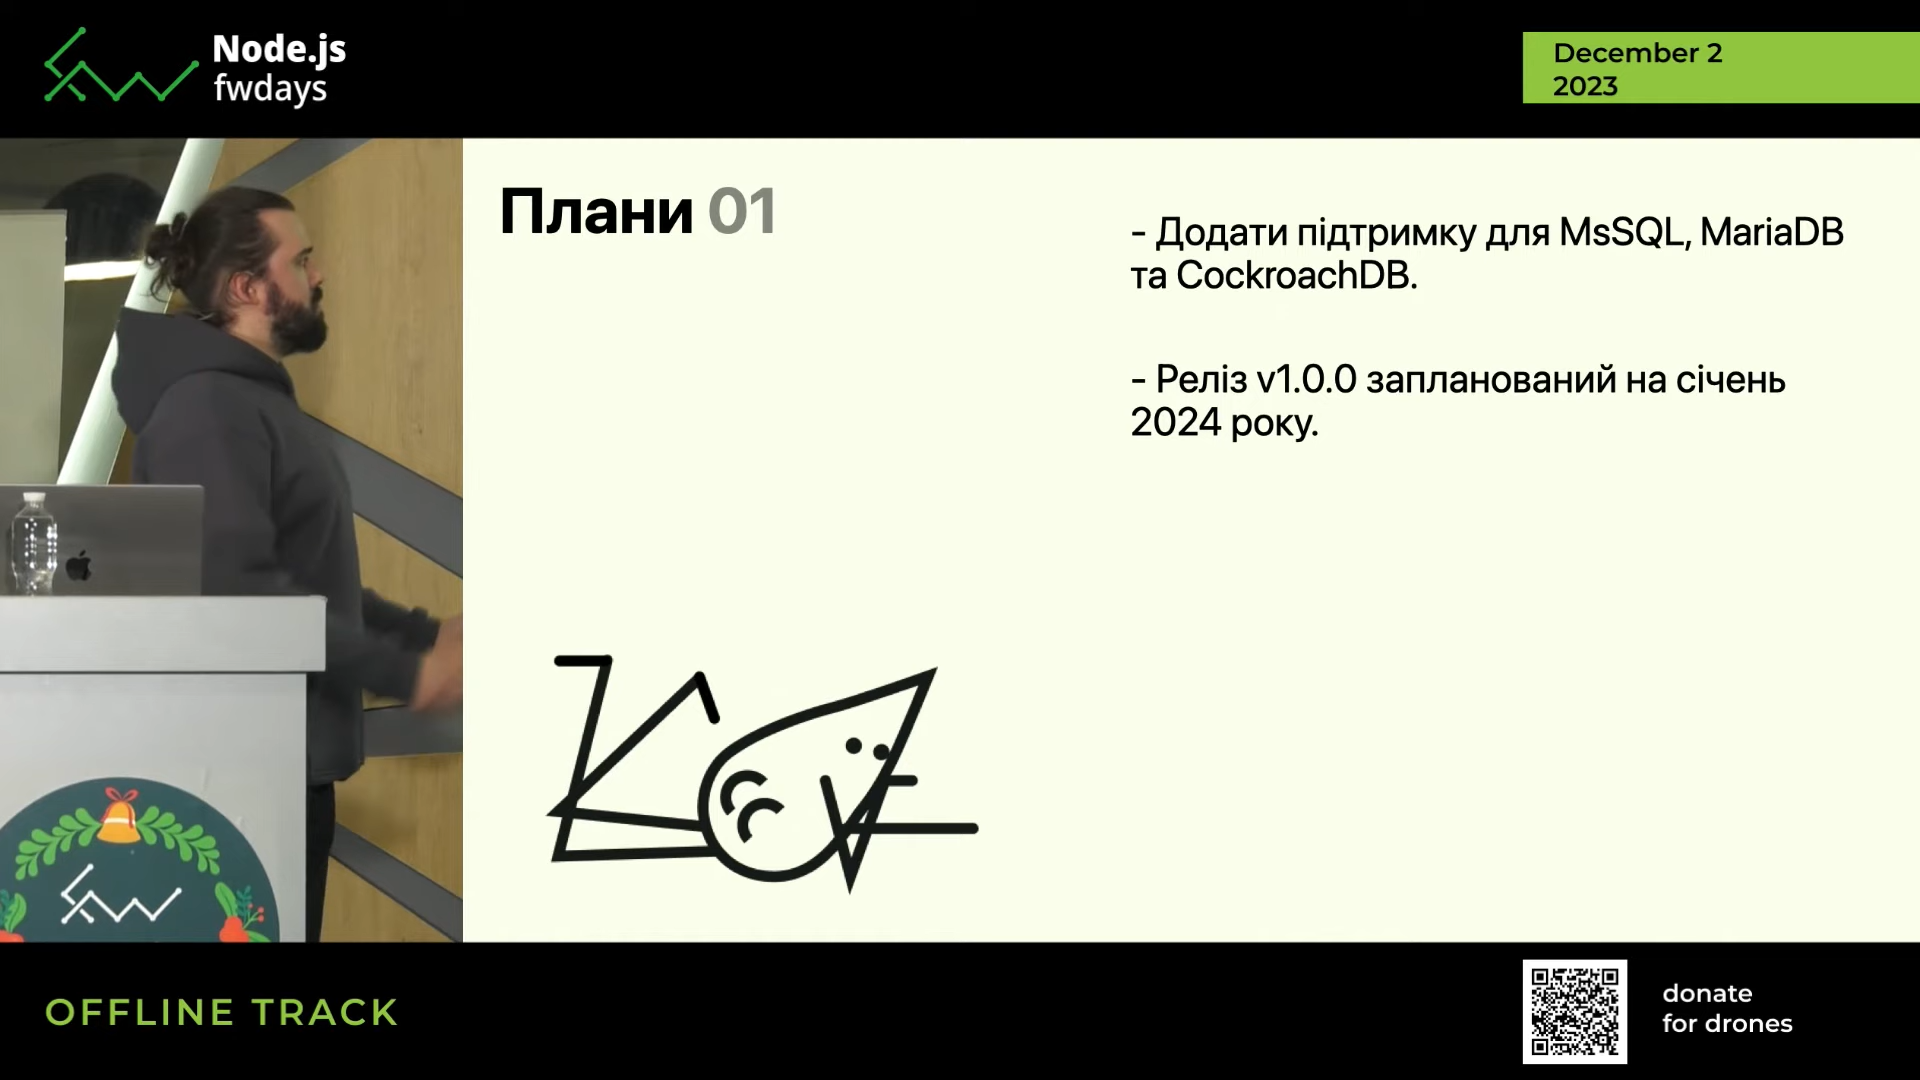 Node.js
fwdays
December 2
2023
Плани 01
- Додати підтримку для MsSQL, MariaDB
та CockroachDB.
- Реліз v1.0.0 запланований на січень
2024 року.
OFFLINE TRACK
donate
for drones